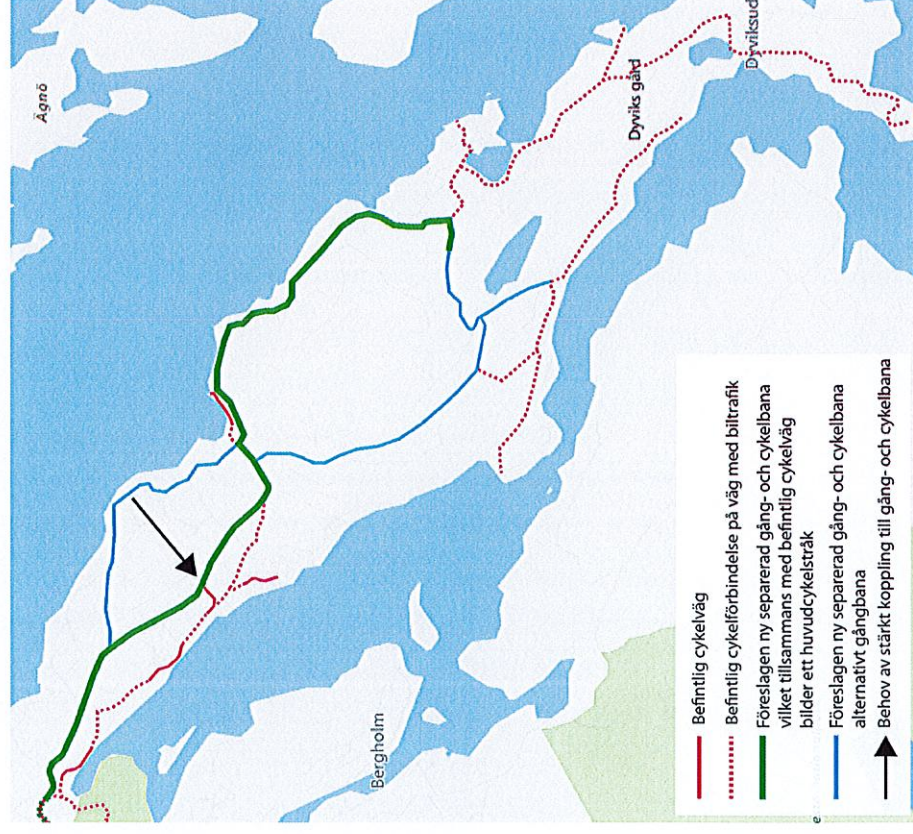 Ägnö
Dyviksud
Dyviks gård
Bergholm
Befintlig cykelväg
Befintlig cykelförbindelse på väg med biltrafik
Föreslagen ny separerad gång- och cykelbana
vilket tillsammans med befintlig cykelväg
bilder ett huvudcykelstråk
Föreslagen ny separerad gång- och cykelbana
alternativt gångbana
Behov av stärkt koppling till gång- och cykelbana
e